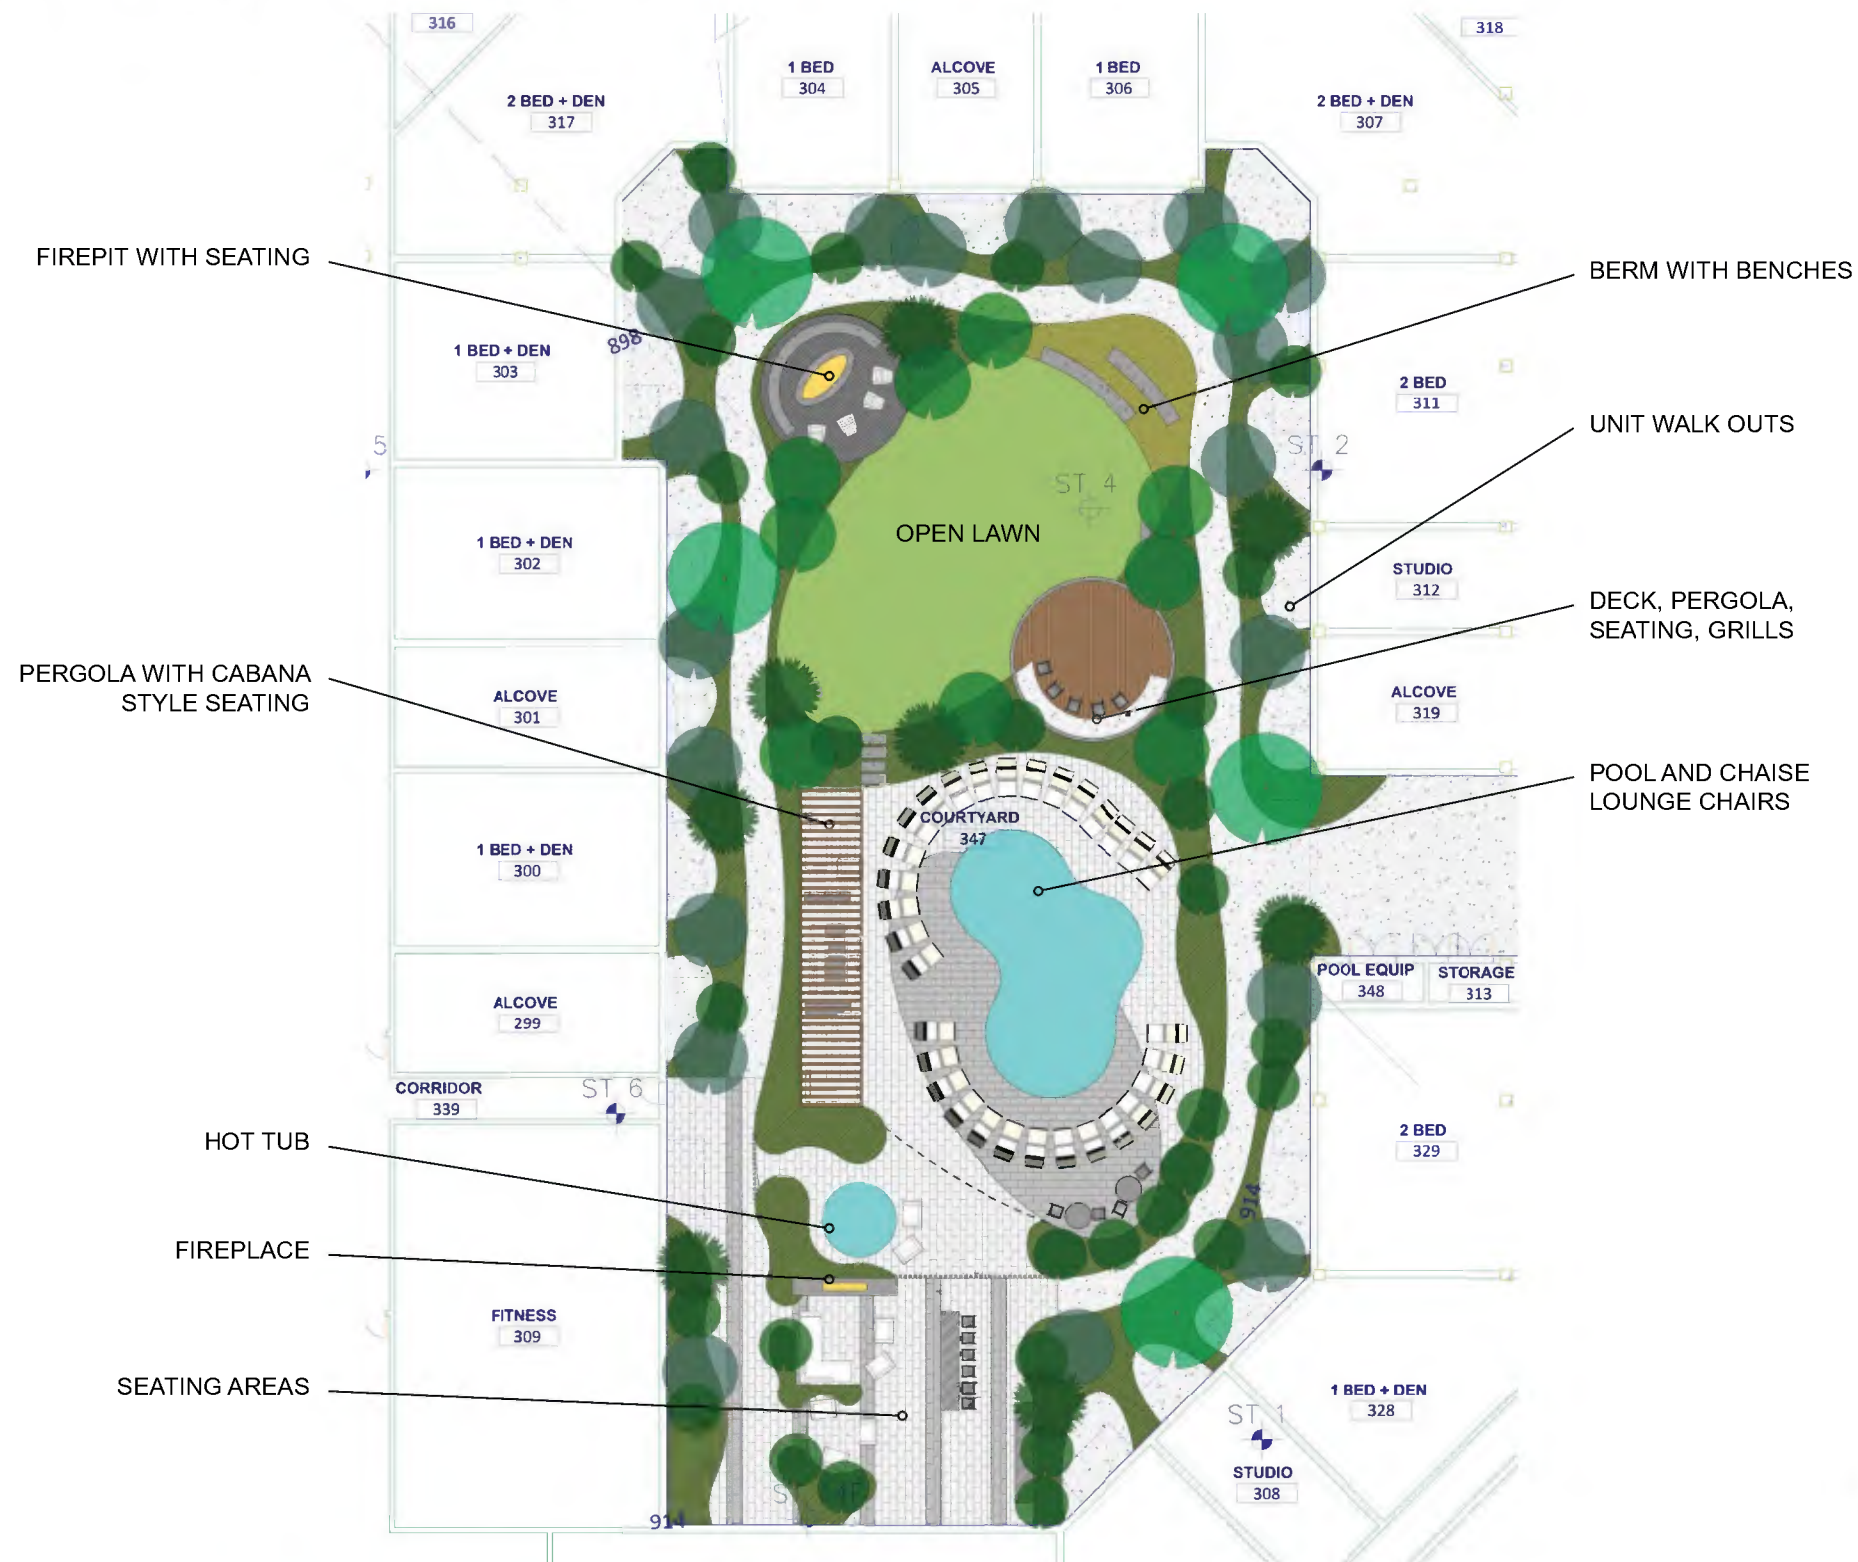 316
318
1 BED
304
ALCOVE
305
1 BED
306
2 BED + DEN
317
2 BED + DEN
307
FIREPIT WITH SEATING
BERM WITH BENCHES
898
1 BED + DEN
303
2 BED
311
UNIT WALK OUTS
5
ST 2
ST 4
OPEN LAWN
1 BED + DEN
302
STUDIO
312
DECK, PERGOLA,
SEATING, GRILLS
PERGOLA WITH CABANA
STYLE SEATING
ALCOVE
301
ALCOVE
319
POOL AND CHAISE
LOUNGE CHAIRS
COURTYARD
347
1 BED + DEN
300
POOL EQUIP
348
STORAGE
313
ALCOVE
299
CORRIDOR
339
ST 6
HOT TUB
2 BED
329
914
FIREPLACE
FITNESS
309
SEATING AREAS
1 BED + DEN
328
ST 1
STUDIO
308
914